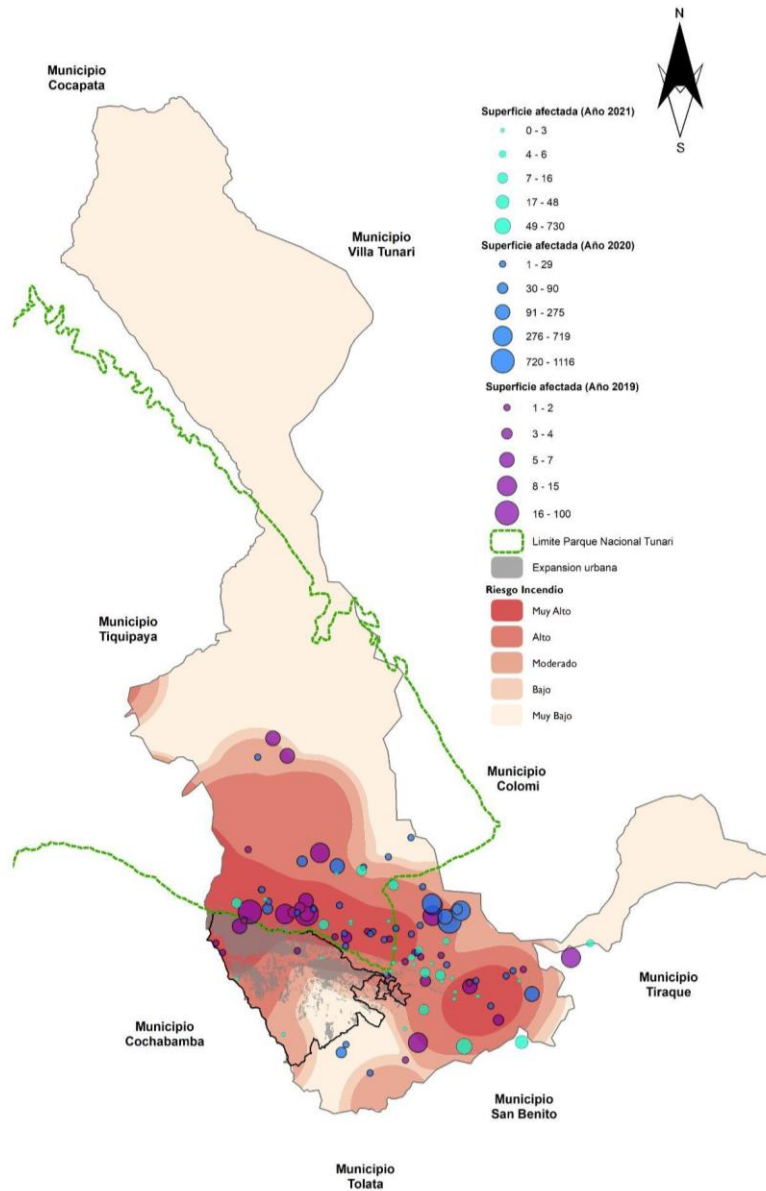 N
S
Municipio
Cocapata
Municipio
Villa Tunari
Superficie afectada (Año 2021)
0 - 3
4 - 6
7 - 16
17 - 48
49 - 730
Superficie afectada (Año 2020)
1 - 29
30 - 90
91 - 275
276 - 719
720 - 1116
Superficie afectada (Año 2019)
1 - 2
3 - 4
5 - 7
8 - 15
16 - 100
Limite Parque Nacional Tunari
Expansion urbana
Riesgo Incendio
Muy Alto
Alto
Moderado
Bajo
Muy Bajo
Municipio
Tiquipaya
Municipio
Colomi
Municipio
Tiraque
Municipio
Cochabamba
Municipio
San Benito
Municipio
Tolata